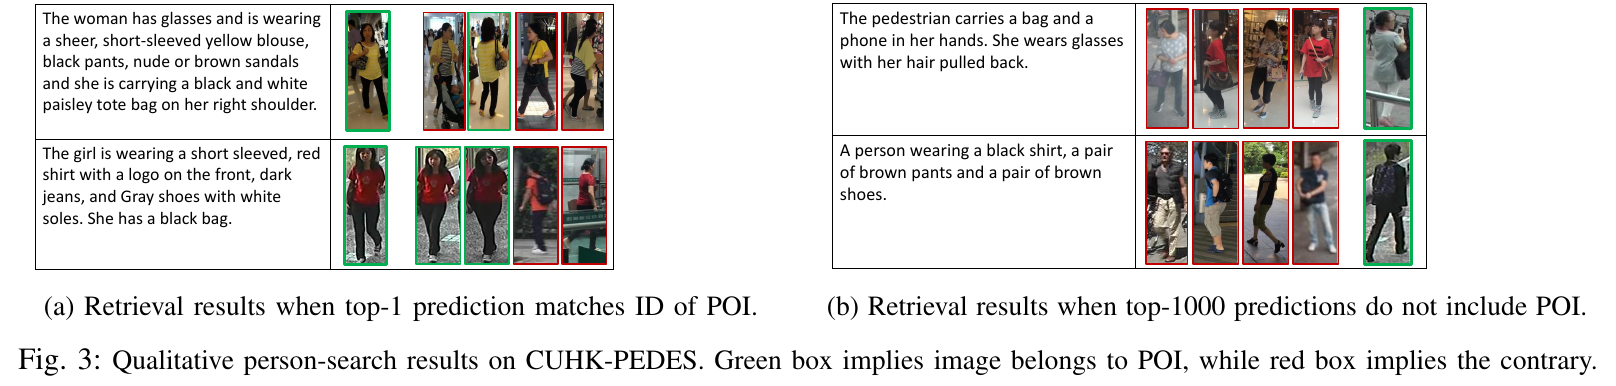 The woman has glasses and is wearing
a sheer, short-sleeved yellow blouse,
black pants, nude or brown sandals
and she is carrying a black and white
paisley tote bag on her right shoulder.
The girl is wearing a short sleeved, red
shirt with a logo on the front, dark
jeans, and Gray shoes with white
soles. She has a black bag.
(a) Retrieval results when top-1 prediction matches ID of POI.
The pedestrian carries a bag and a
phone in her hands. She wears glasses
with her hair pulled back.
A person wearing a black shirt, a pair
of brown pants and a pair of brown
shoes.
(b) Retrieval results when top-1000 predictions do not include POI.
Fig. 3: Qualitative person-search results on CUHK-PEDES. Green box implies image belongs to POI, while red box implies the contrary.